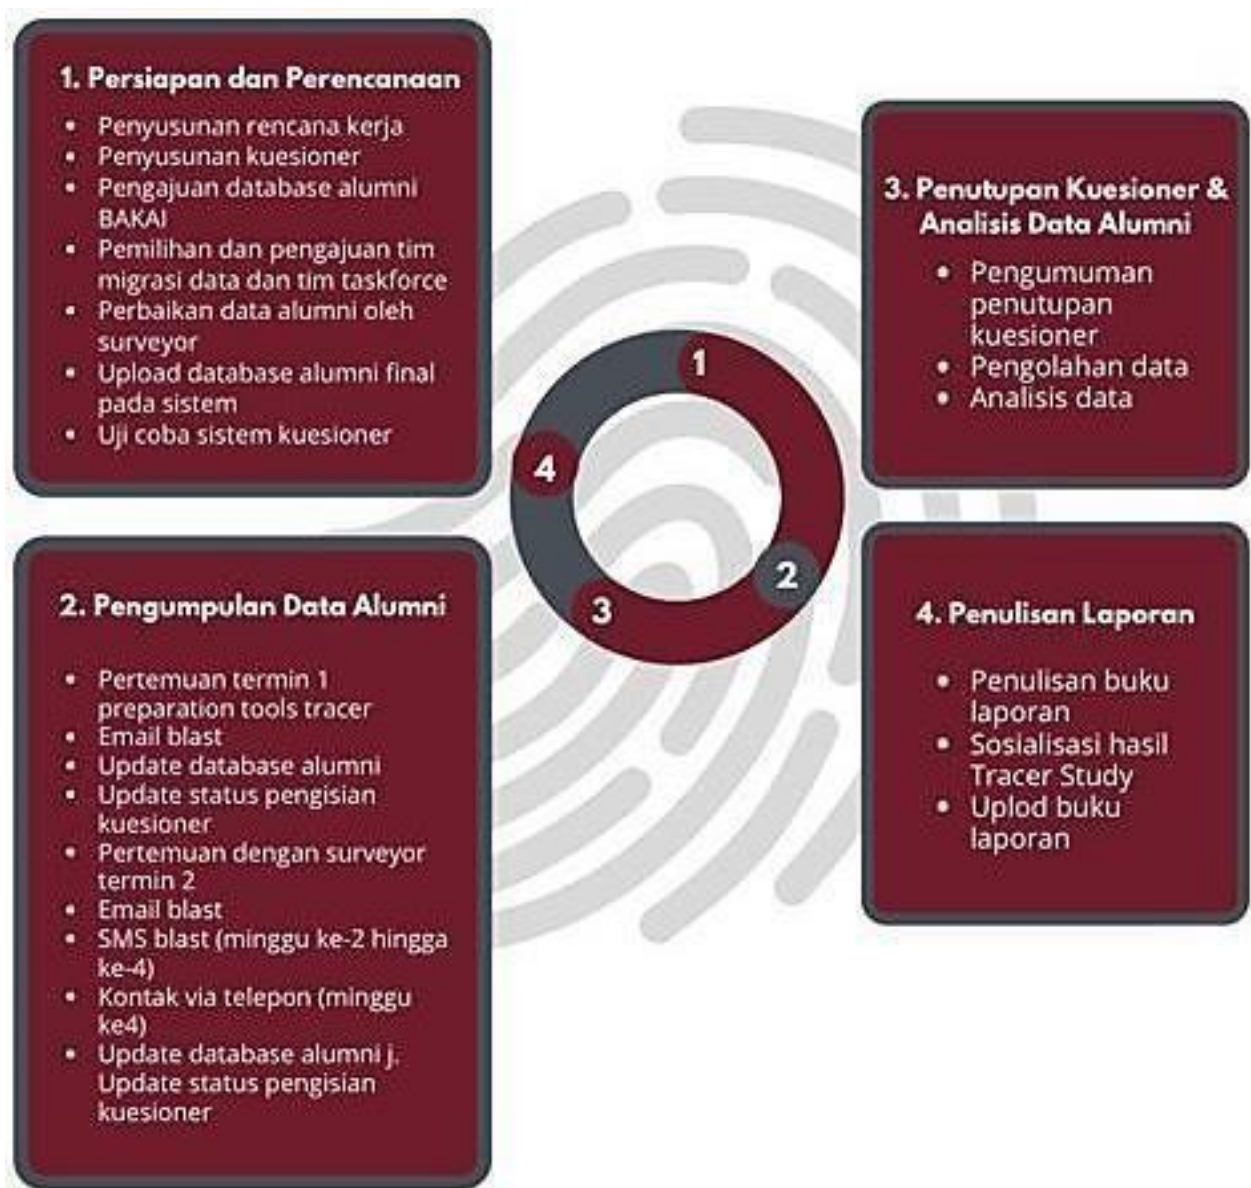 1. Persiapan dan Perencanaan
• Penyusunan rencana kerja
• Penyusunan kuesioner
• Pengajuan database alumni
BAKAI
• Pemilihan dan pengajuan tim
migrasi data dan tim taskforce
• Perbaikan data alumni oleh
surveyor
• Upload database alumni final
pada sistem
• Uji coba sistem kuesioner
2. Pengumpulan Data Alumni
• Pertemuan termin 1
preparation tools tracer
• Email blast
• Update database alumni
• Update status pengisian
kuesioner
• Pertemuan dengan surveyor
termin 2
• Email blast
• SMS blast (minggu ke-2 hingga
ke-4)
• Kontak via telepon (minggu
ke4)
• Update database alumni j.
Update status pengisian
kuesioner
1
2
3
4
3. Penutupan Kuesioner &
Analisis Data Alumni
• Pengumuman
penutupan
kuesioner
• Pengolahan data
• Analisis data
4. Penulisan Laporan
• Penulisan buku
laporan
• Sosialisasi hasil
Tracer Study
• Uplod buku
laporan